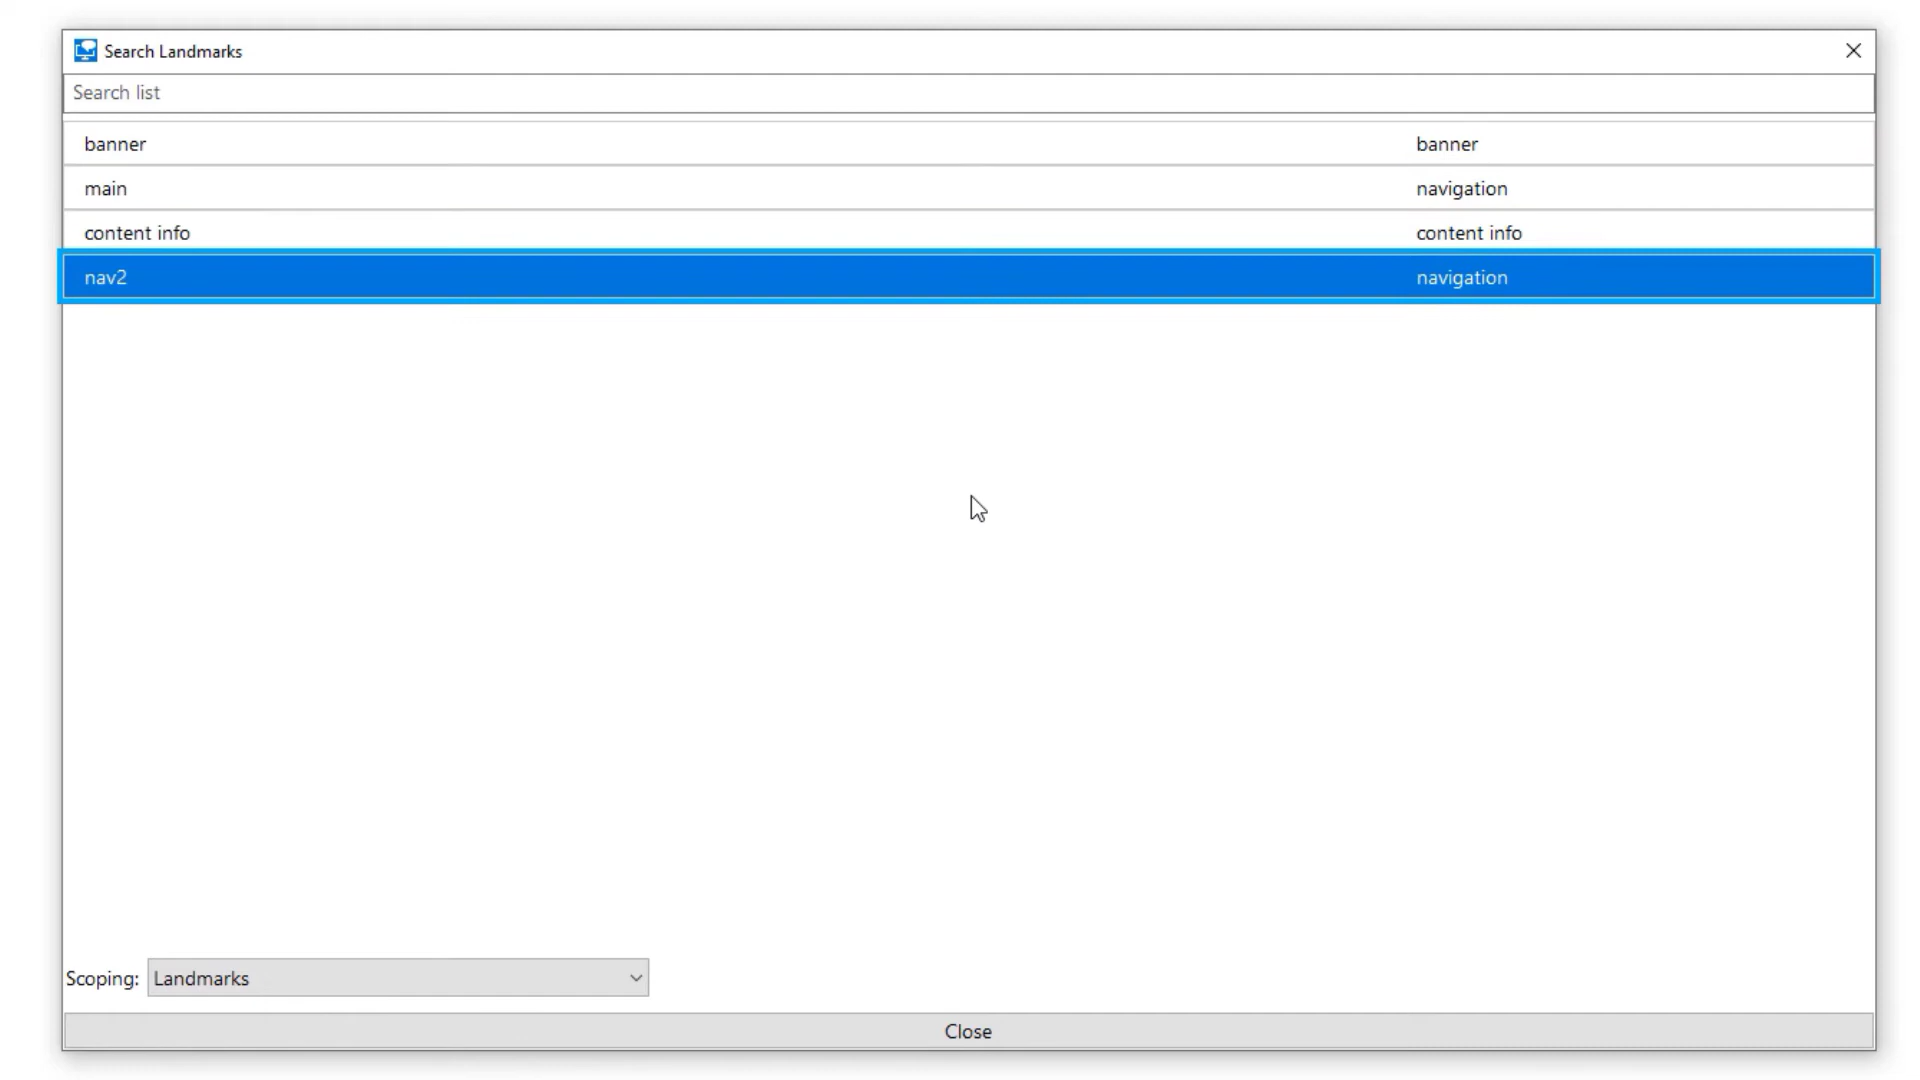 Search Landmarks
Search list
banner banner
main navigation
content info content info
nav2 navigation
Scoping: Landmarks
Close